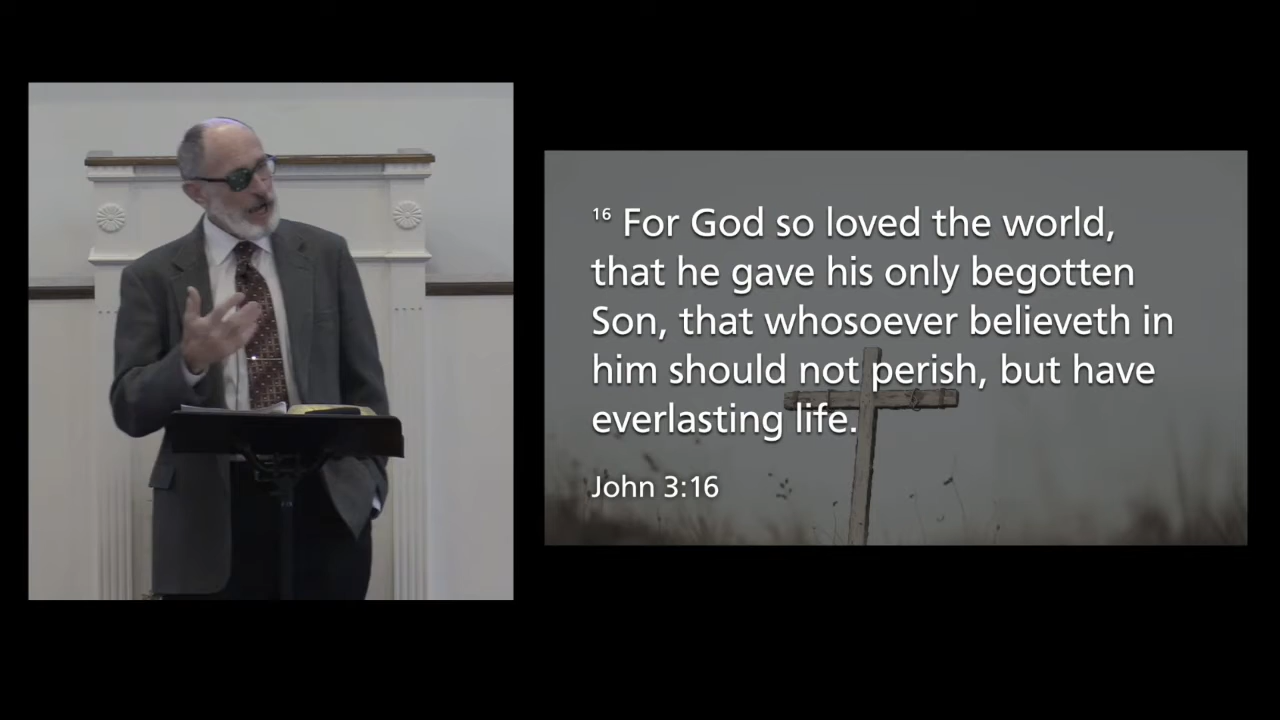 16 For God so loved the world,
that he gave his only begotten
Son, that whosoever believeth in
him should not perish, but have
everlasting life.
John 3:16